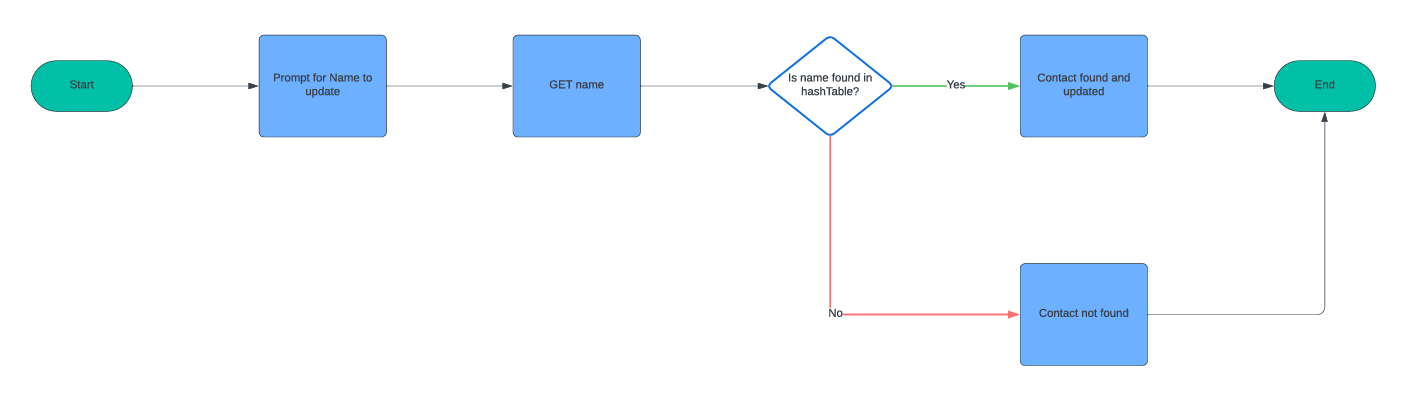 Start
Prompt for Name to
update
GET name
Is name found in
hashTable?
Yes
Contact found and
updated
End
No
Contact not found